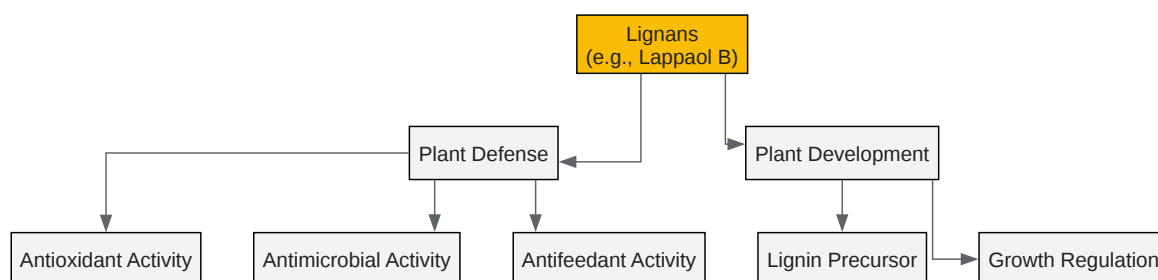 Lignans
(e.g., Lappaol B)
Plant Defense
Plant Development
Antioxidant Activity
Antimicrobial Activity
Antifeedant Activity
Lignin Precursor
Growth Regulation